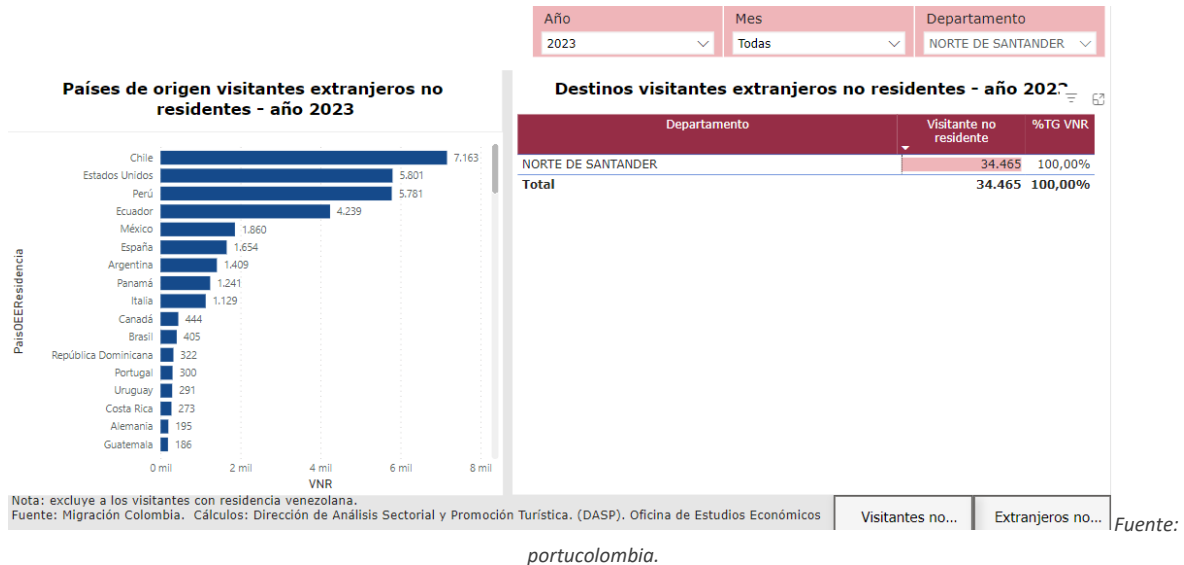 Año
Mes
Departamento
2023
Todas
NORTE DE SANTANDER
Países de origen visitantes extranjeros no
residentes - año 2023
PaisOEEResidencia
Chile 7.163
Estados Unidos 5.801
Perú 5.781
Ecuador 4.239
México 1.860
España 1.654
Argentina 1.409
Panamá 1.241
Italia 1.129
Canadá 444
Brasil 405
República Dominicana 322
Portugal 300
Uruguay 291
Costa Rica 273
Alemania 195
Guatemala 186
0 mil 2 mil 4 mil 6 mil 8 mil
VNR
Destinos visitantes extranjeros no residentes - año 2023
Departamento
Visitante no
residente
%TG VNR
NORTE DE SANTANDER 34.465 100,00%
Total 34.465 100,00%
Nota: excluye a los visitantes con residencia venezolana.
Fuente: Migración Colombia. Cálculos: Dirección de Análisis Sectorial y Promoción Turística. (DASP). Oficina de Estudios Económicos
Visitantes no...
Extranjeros no...
Fuente:
portucolombia.